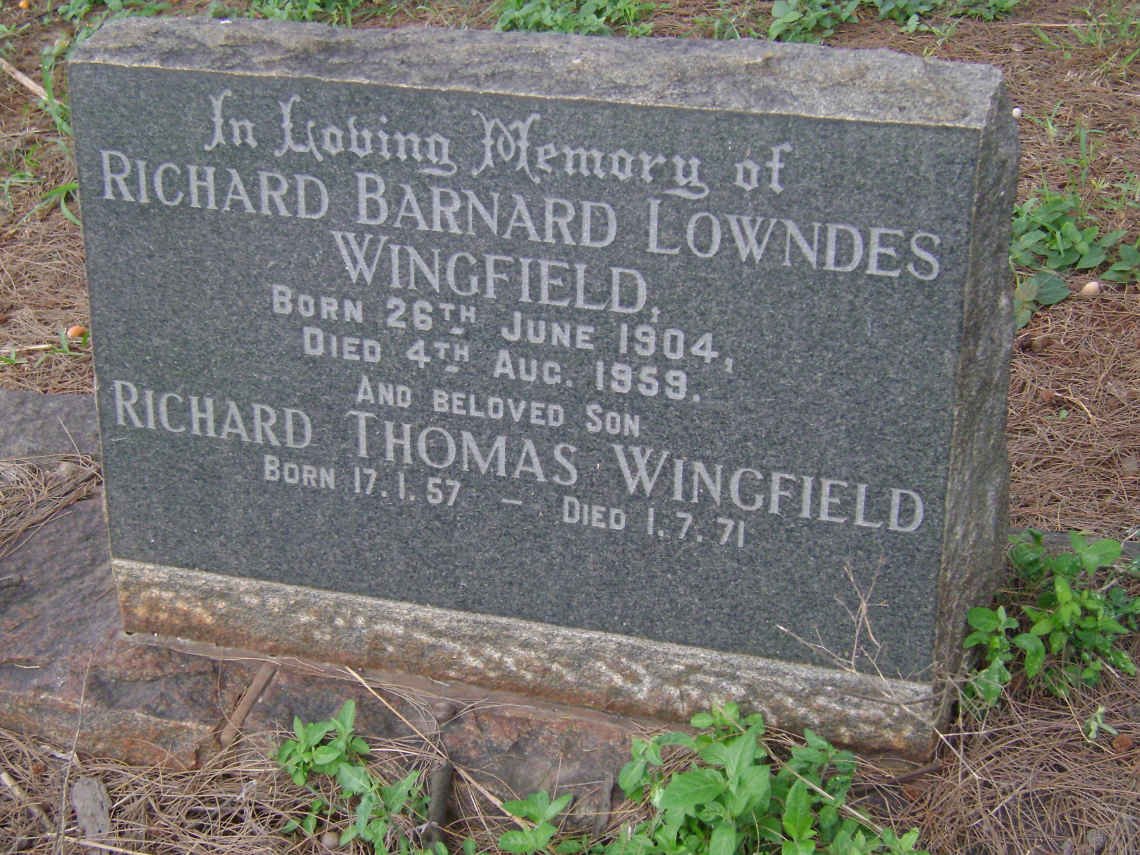 In Loving Memory of
RICHARD BARNARD LOWNDES
WINGFIELD,
BORN 26TH JUNE 1904,
DIED 4TH AUG. 1959.
AND BELOVED SON
RICHARD THOMAS WINGFIELD
BORN 17.1.57 – DIED 1.7.71